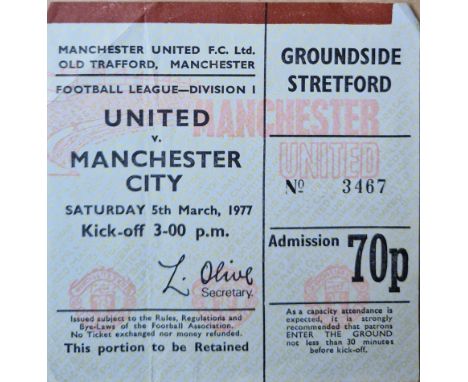 MANCHESTER UNITED F.C. Ltd.
OLD TRAFFORD, MANCHESTER
FOOTBALL LEAGUE—DIVISION 1
UNITED
v.
MANCHESTER
CITY
SATURDAY 5th March, 1977
Kick-off 3-00 p.m.
L. Olive
Secretary.
Issued subject to the Rules, Regulations and
Bye-Laws of the Football Association.
No Ticket exchanged nor money refunded.
This portion to be Retained
GROUNDSIDE
STRETFORD
MANCHESTER
UNITED
Nº 3467
Admission 70p
As a capacity attendance is
expected, it is strongly
recommended that patrons
ENTER THE GROUND
not less than 30 minutes
before kick-off.